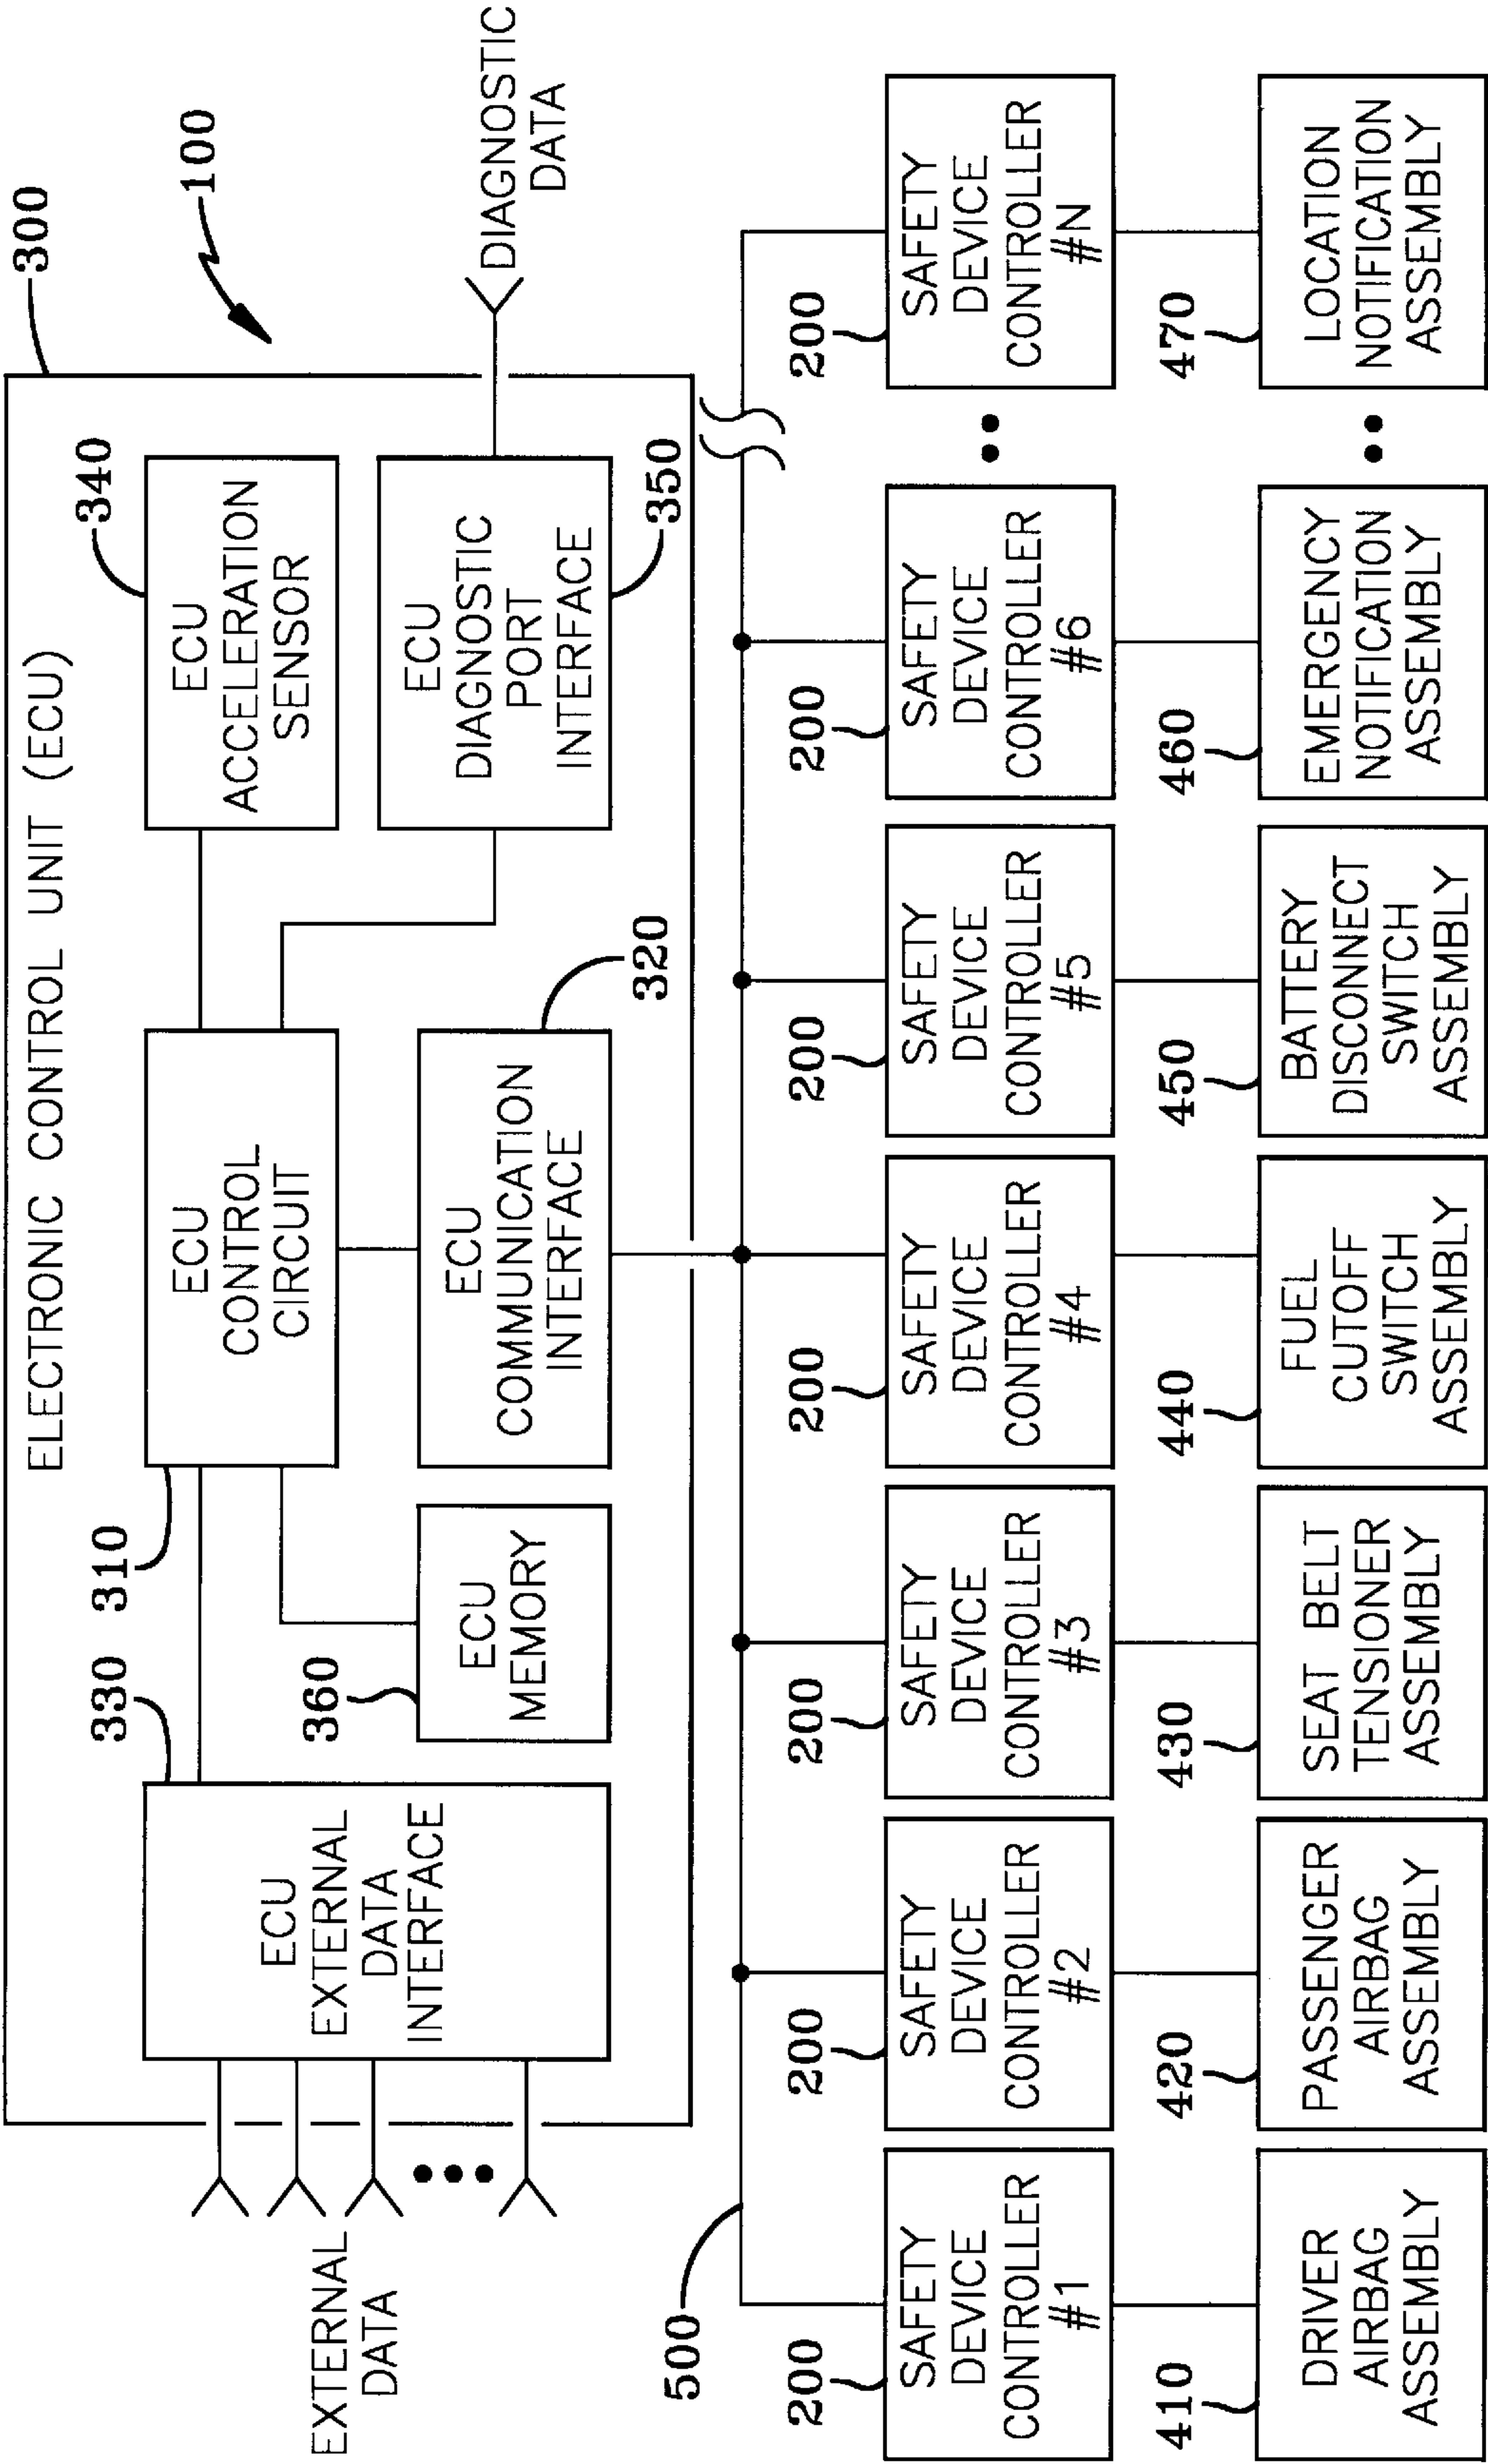 300
100
ELECTRONIC CONTROL UNIT (ECU)
330
310
340
ECU
EXTERNAL
DATA
INTERFACE
ECU
CONTROL
CIRCUIT
ECU
ACCELERATION
SENSOR
EXTERNAL
DATA
360
ECU
MEMORY
ECU
COMMUNICATION
INTERFACE
320
ECU
DIAGNOSTIC
PORT
INTERFACE
350
DIAGNOSTIC
DATA
500
200
SAFETY
DEVICE
CONTROLLER
#1
200
SAFETY
DEVICE
CONTROLLER
#2
200
SAFETY
DEVICE
CONTROLLER
#3
200
SAFETY
DEVICE
CONTROLLER
#4
200
SAFETY
DEVICE
CONTROLLER
#5
200
SAFETY
DEVICE
CONTROLLER
#6
200
SAFETY
DEVICE
CONTROLLER
#N
410
DRIVER
AIRBAG
ASSEMBLY
420
PASSENGER
AIRBAG
ASSEMBLY
430
SEAT BELT
TENSIONER
ASSEMBLY
440
FUEL
CUTOFF
SWITCH
ASSEMBLY
450
BATTERY
DISCONNECT
SWITCH
ASSEMBLY
460
EMERGENCY
NOTIFICATION
ASSEMBLY
470
LOCATION
NOTIFICATION
ASSEMBLY